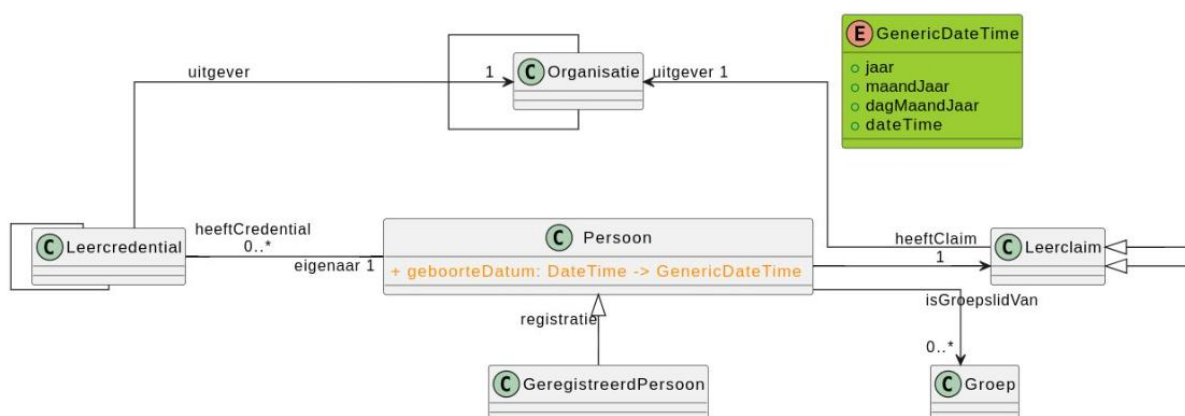 E GenericDateTime
jaar
maandJaar
dagMaandJaar
dateTime
uitgever
1
C Organisatie
uitgever 1
C Leercredential
heeftCredential
0..*
eigenaar 1
C Persoon
+ geboorteDatum: DateTime -> GenericDateTime
heeftClaim
1
C Leerclaim
registratie
isGroepslidVan
0..*
C GeregistreerdPersoon
C Groep